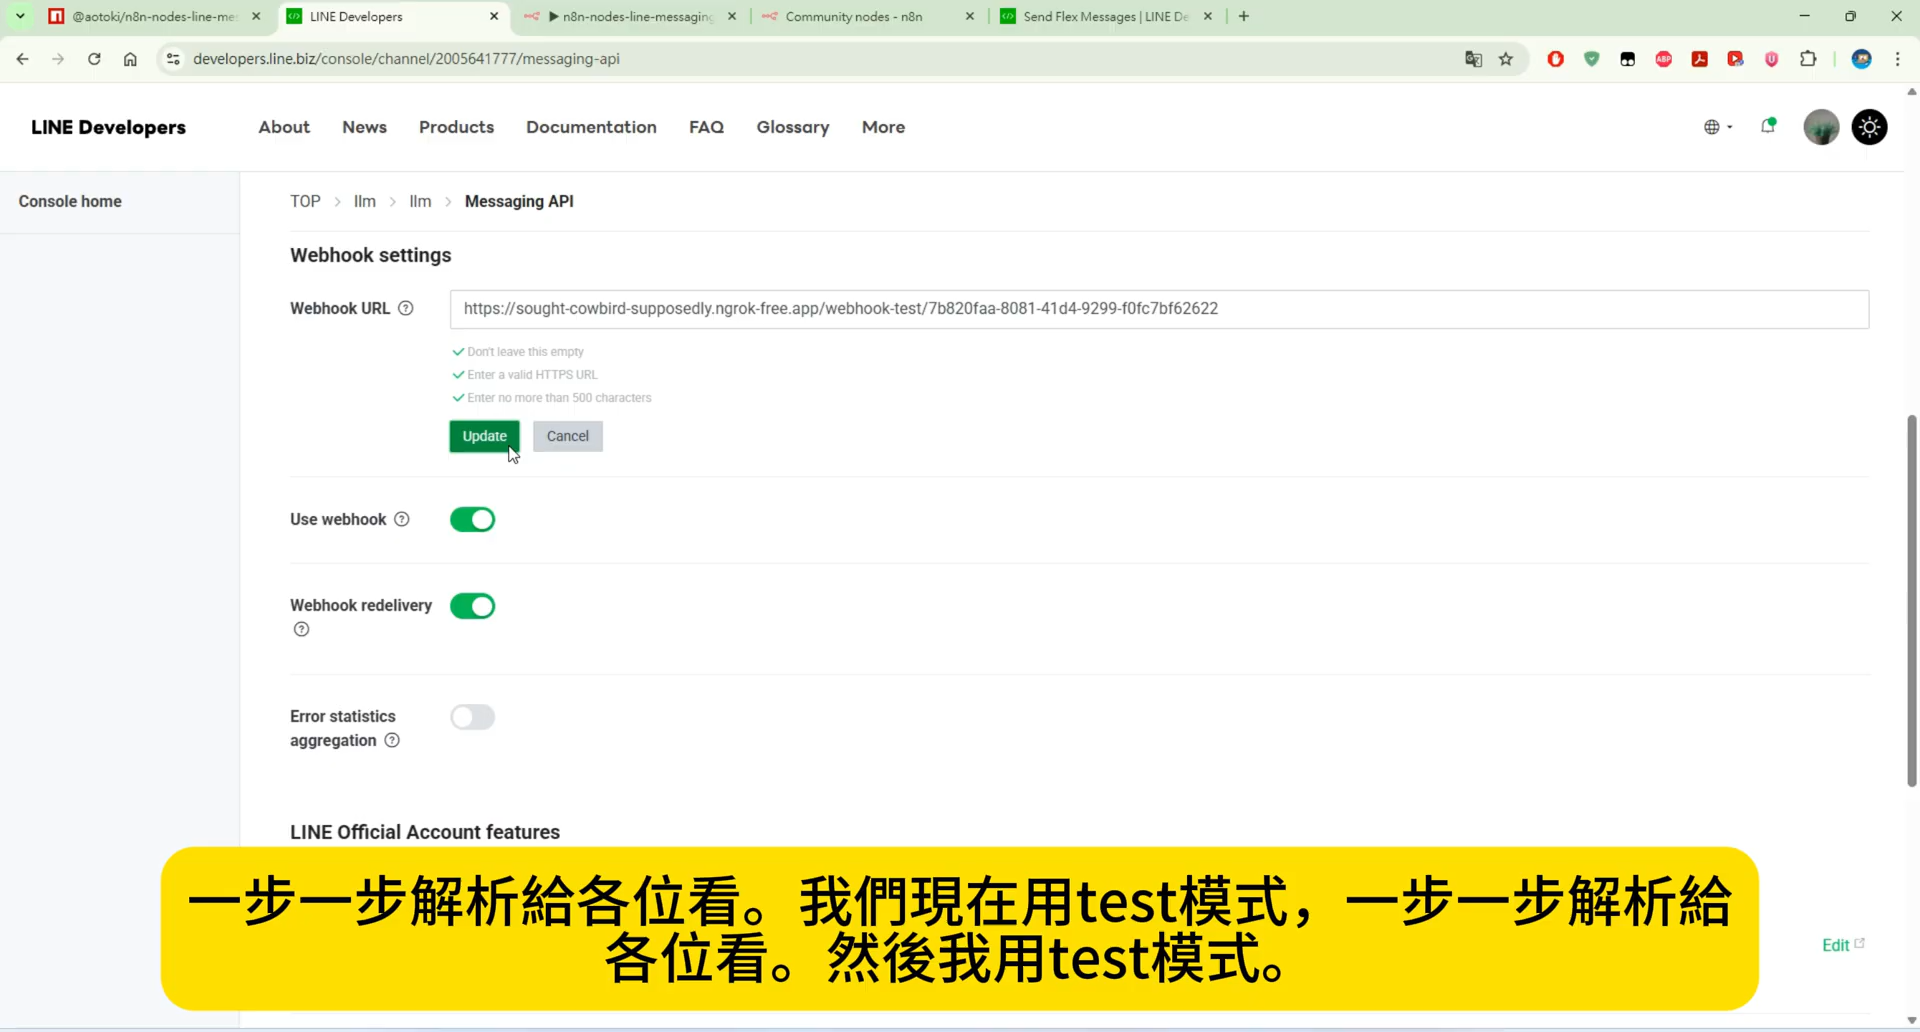 @aotoki/n8n-nodes-line-me
LINE Developers
▶ n8n-nodes-line-messaging
Community nodes - n8n
Send Flex Messages | LINE De
developers.line.biz/console/channel/2005641777/messaging-api
ABP
LINE Developers
About
News
Products
Documentation
FAQ
Glossary
More
Console home
TOP > llm > llm > Messaging API
Webhook settings
Webhook URL
https://sought-cowbird-supposedly.ngrok-free.app/webhook-test/7b820faa-8081-41d4-9299-f0fc7bf62622
Don't leave this empty
Enter a valid HTTPS URL
Enter no more than 500 characters
Update
Cancel
Use webhook
Webhook redelivery
Error statistics
aggregation
LINE Official Account features
一步一步解析給各位看。我們現在用test模式，一步一步解析給
各位看。然後我用test模式。
Edit